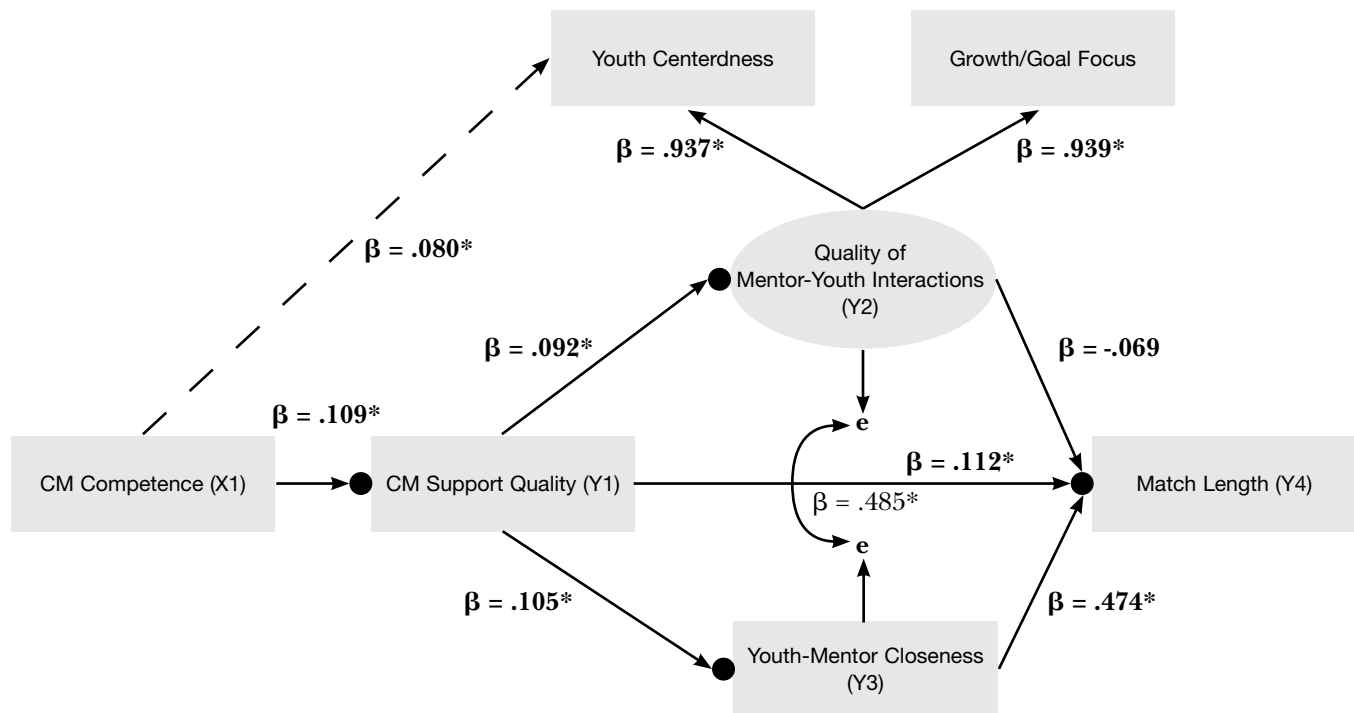 Youth Centerdness
Growth/Goal Focus
β = .937*
β = .939*
β = .080*
Quality of
Mentor-Youth Interactions
(Y2)
β = .092*
β = -.069
β = .109*
e
β = .112*
CM Competence (X1)
CM Support Quality (Y1)
Match Length (Y4)
β = .485*
e
β = .105*
β = .474*
Youth-Mentor Closeness
(Y3)